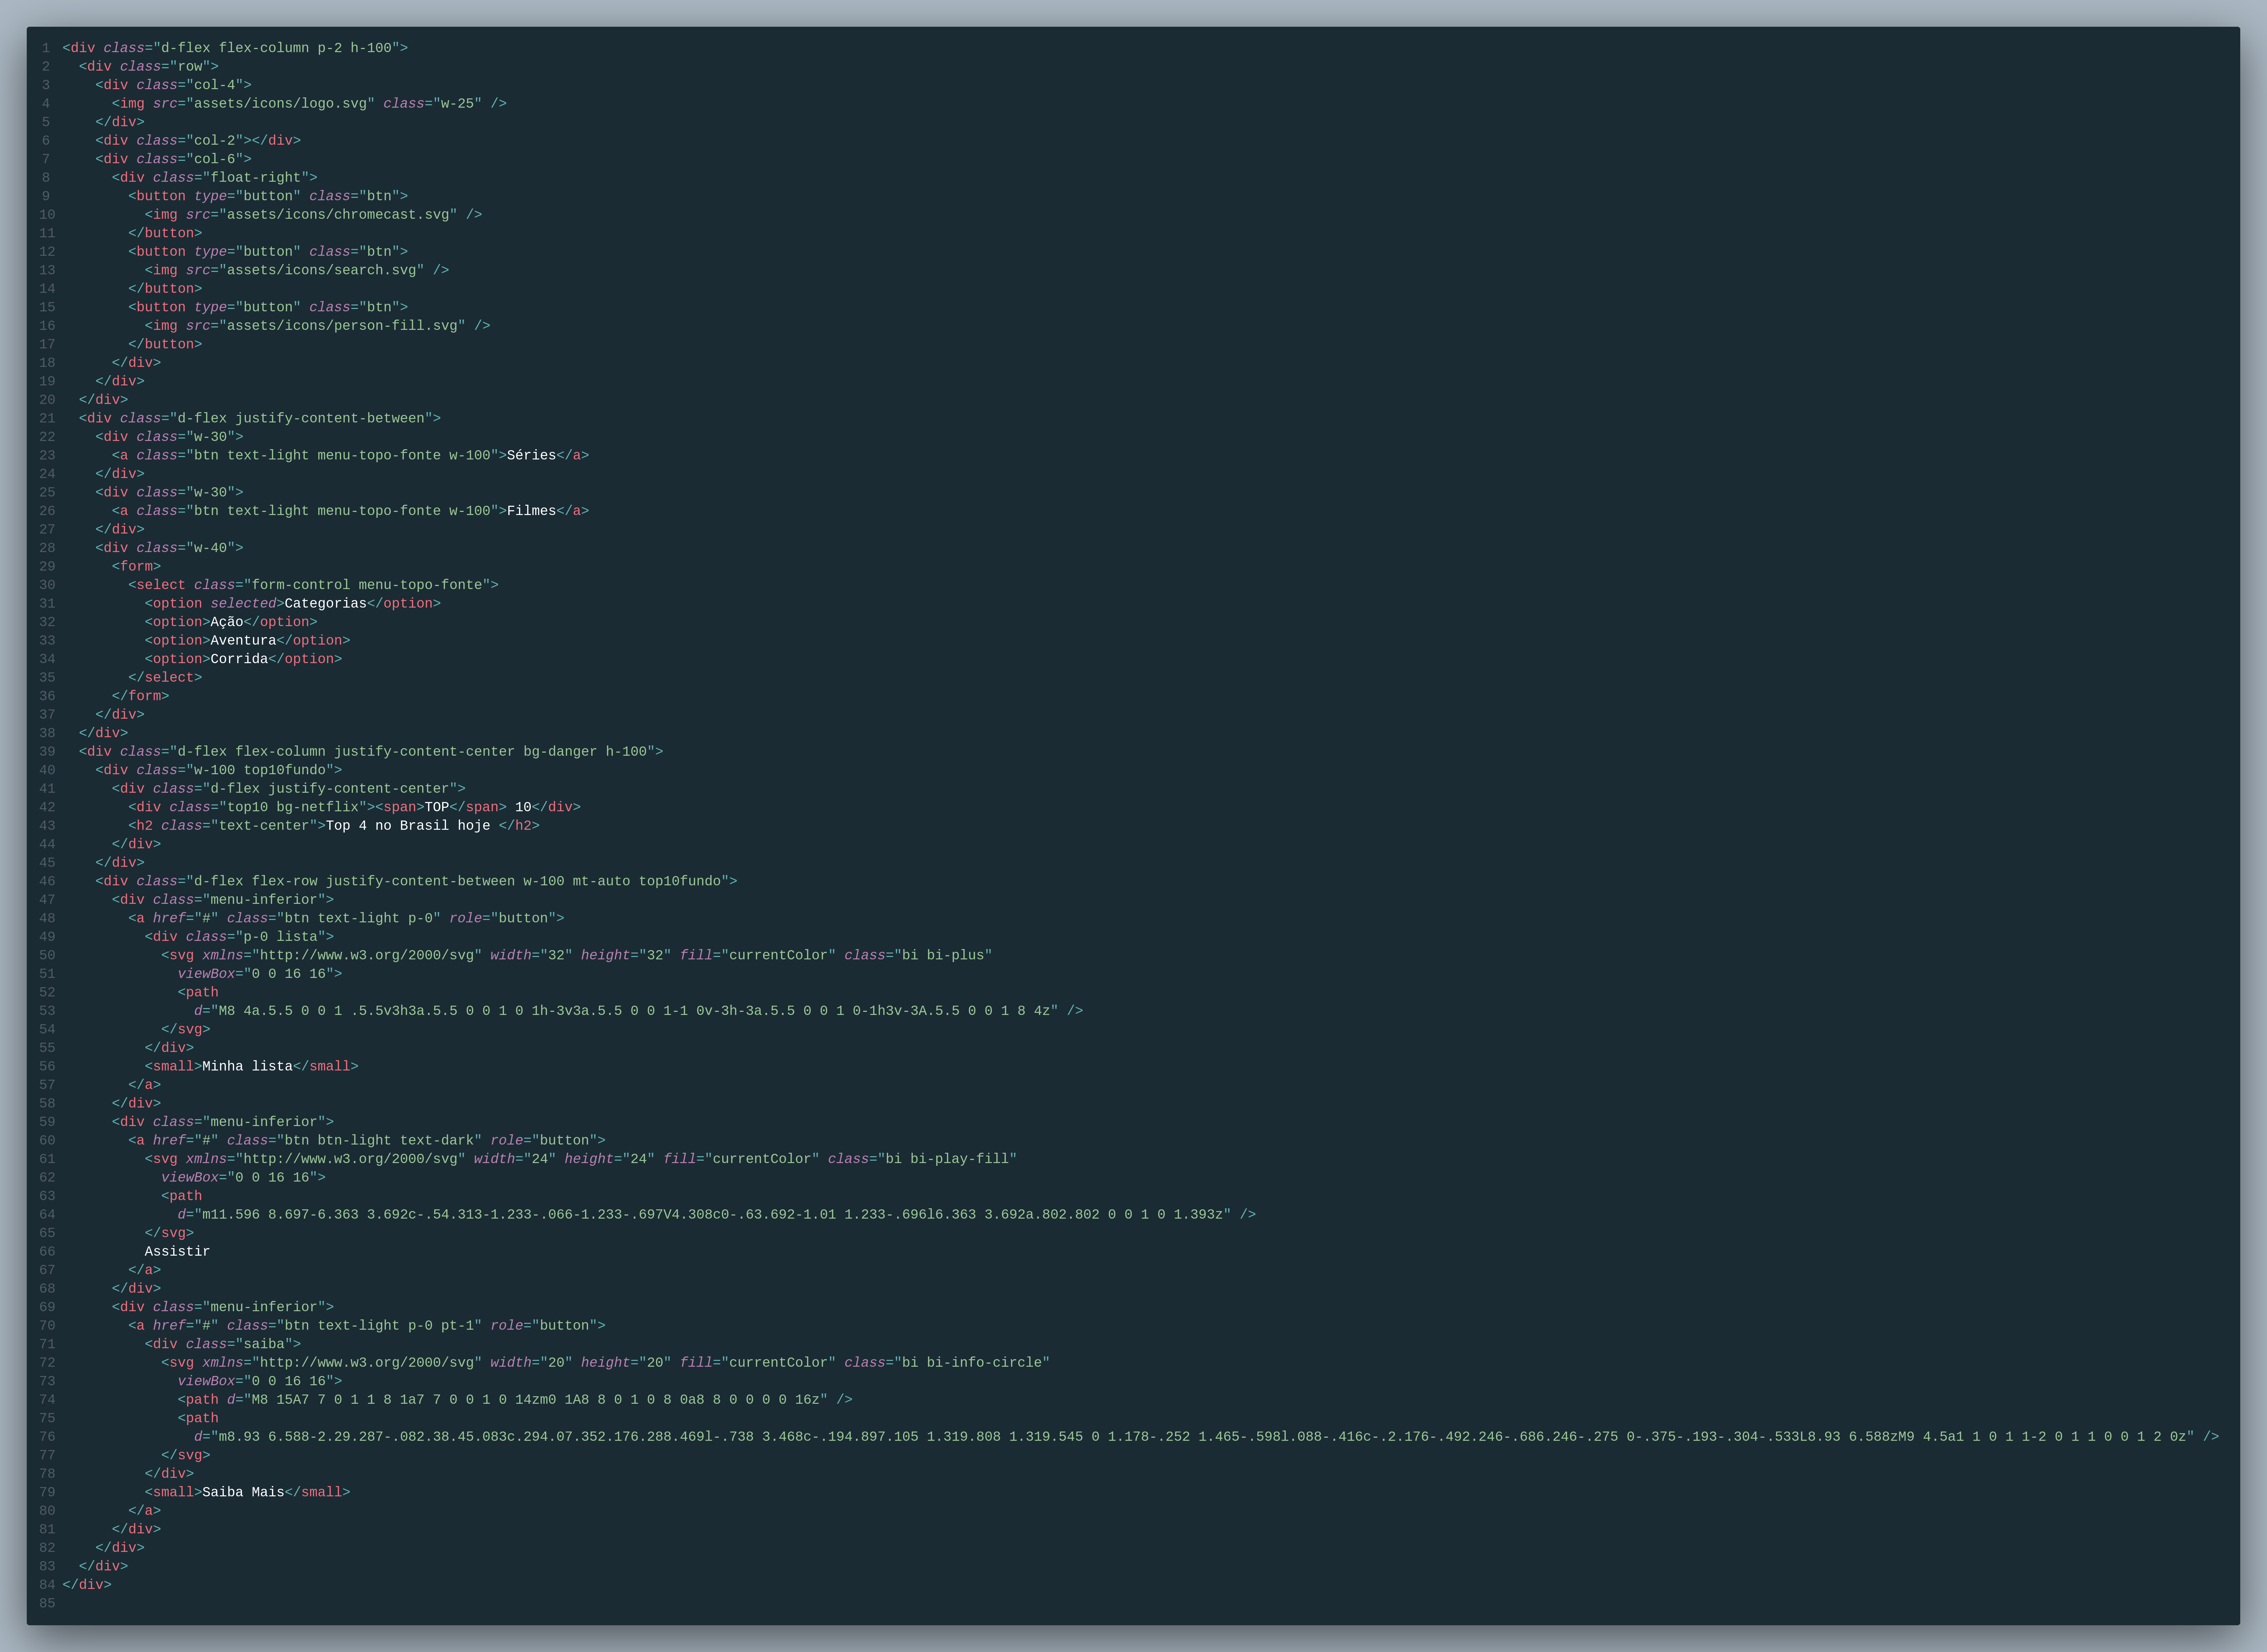 1 <div class="d-flex flex-column p-2 h-100">
2   <div class="row">
3     <div class="col-4">
4       <img src="assets/icons/logo.svg" class="w-25" />
5     </div>
6     <div class="col-2"></div>
7     <div class="col-6">
8       <div class="float-right">
9         <button type="button" class="btn">
10           <img src="assets/icons/chromecast.svg" />
11         </button>
12         <button type="button" class="btn">
13           <img src="assets/icons/search.svg" />
14         </button>
15         <button type="button" class="btn">
16           <img src="assets/icons/person-fill.svg" />
17         </button>
18       </div>
19     </div>
20   </div>
21   <div class="d-flex justify-content-between">
22     <div class="w-30">
23       <a class="btn text-light menu-topo-fonte w-100">Séries</a>
24     </div>
25     <div class="w-30">
26       <a class="btn text-light menu-topo-fonte w-100">Filmes</a>
27     </div>
28     <div class="w-40">
29       <form>
30         <select class="form-control menu-topo-fonte">
31           <option selected>Categorias</option>
32           <option>Ação</option>
33           <option>Aventura</option>
34           <option>Corrida</option>
35         </select>
36       </form>
37     </div>
38   </div>
39   <div class="d-flex flex-column justify-content-center bg-danger h-100">
40     <div class="w-100 top10fundo">
41       <div class="d-flex justify-content-center">
42         <div class="top10 bg-netflix"><span>TOP</span> 10</div>
43         <h2 class="text-center">Top 4 no Brasil hoje </h2>
44       </div>
45     </div>
46     <div class="d-flex flex-row justify-content-between w-100 mt-auto top10fundo">
47       <div class="menu-inferior">
48         <a href="#" class="btn text-light p-0" role="button">
49           <div class="p-0 lista">
50             <svg xmlns="http://www.w3.org/2000/svg" width="32" height="32" fill="currentColor" class="bi bi-plus"
51               viewBox="0 0 16 16">
52               <path
53                 d="M8 4a.5.5 0 0 1 .5.5v3h3a.5.5 0 0 1 0 1h-3v3a.5.5 0 0 1-1 0v-3h-3a.5.5 0 0 1 0-1h3v-3A.5.5 0 0 1 8 4z" />
54             </svg>
55           </div>
56           <small>Minha lista</small>
57         </a>
58       </div>
59       <div class="menu-inferior">
60         <a href="#" class="btn btn-light text-dark" role="button">
61           <svg xmlns="http://www.w3.org/2000/svg" width="24" height="24" fill="currentColor" class="bi bi-play-fill"
62             viewBox="0 0 16 16">
63             <path
64               d="m11.596 8.697-6.363 3.692c-.54.313-1.233-.066-1.233-.697V4.308c0-.63.692-1.01 1.233-.696l6.363 3.692a.802.802 0 0 1 0 1.393z" />
65           </svg>
66           Assistir
67         </a>
68       </div>
69       <div class="menu-inferior">
70         <a href="#" class="btn text-light p-0 pt-1" role="button">
71           <div class="saiba">
72             <svg xmlns="http://www.w3.org/2000/svg" width="20" height="20" fill="currentColor" class="bi bi-info-circle"
73               viewBox="0 0 16 16">
74               <path d="M8 15A7 7 0 1 1 8 1a7 7 0 0 1 0 14zm0 1A8 8 0 1 0 8 0a8 8 0 0 0 0 16z" />
75               <path
76                 d="m8.93 6.588-2.29.287-.082.38.45.083c.294.07.352.176.288.469l-.738 3.468c-.194.897.105 1.319.808 1.319.545 0 1.178-.252 1.465-.598l.088-.416c-.2.176-.492.246-.686.246-.275 0-.375-.193-.304-.533L8.93 6.588zM9 4.5a1 1 0 1 1-2 0 1 1 0 0 1 2 0z" />
77             </svg>
78           </div>
79           <small>Saiba Mais</small>
80         </a>
81       </div>
82     </div>
83   </div>
84 </div>
85